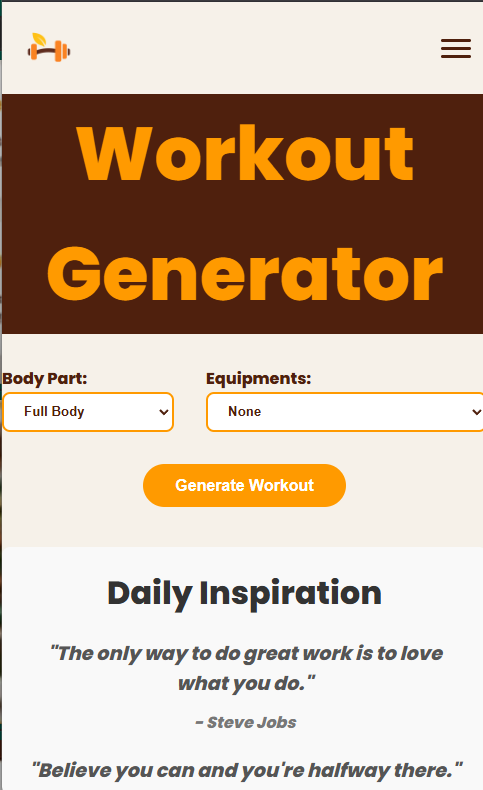 Workout
Generator
Body Part: Equipments:
Full Body None
Generate Workout
Daily Inspiration
"The only way to do great work is to love
what you do."
- Steve Jobs
"Believe you can and you're halfway there."